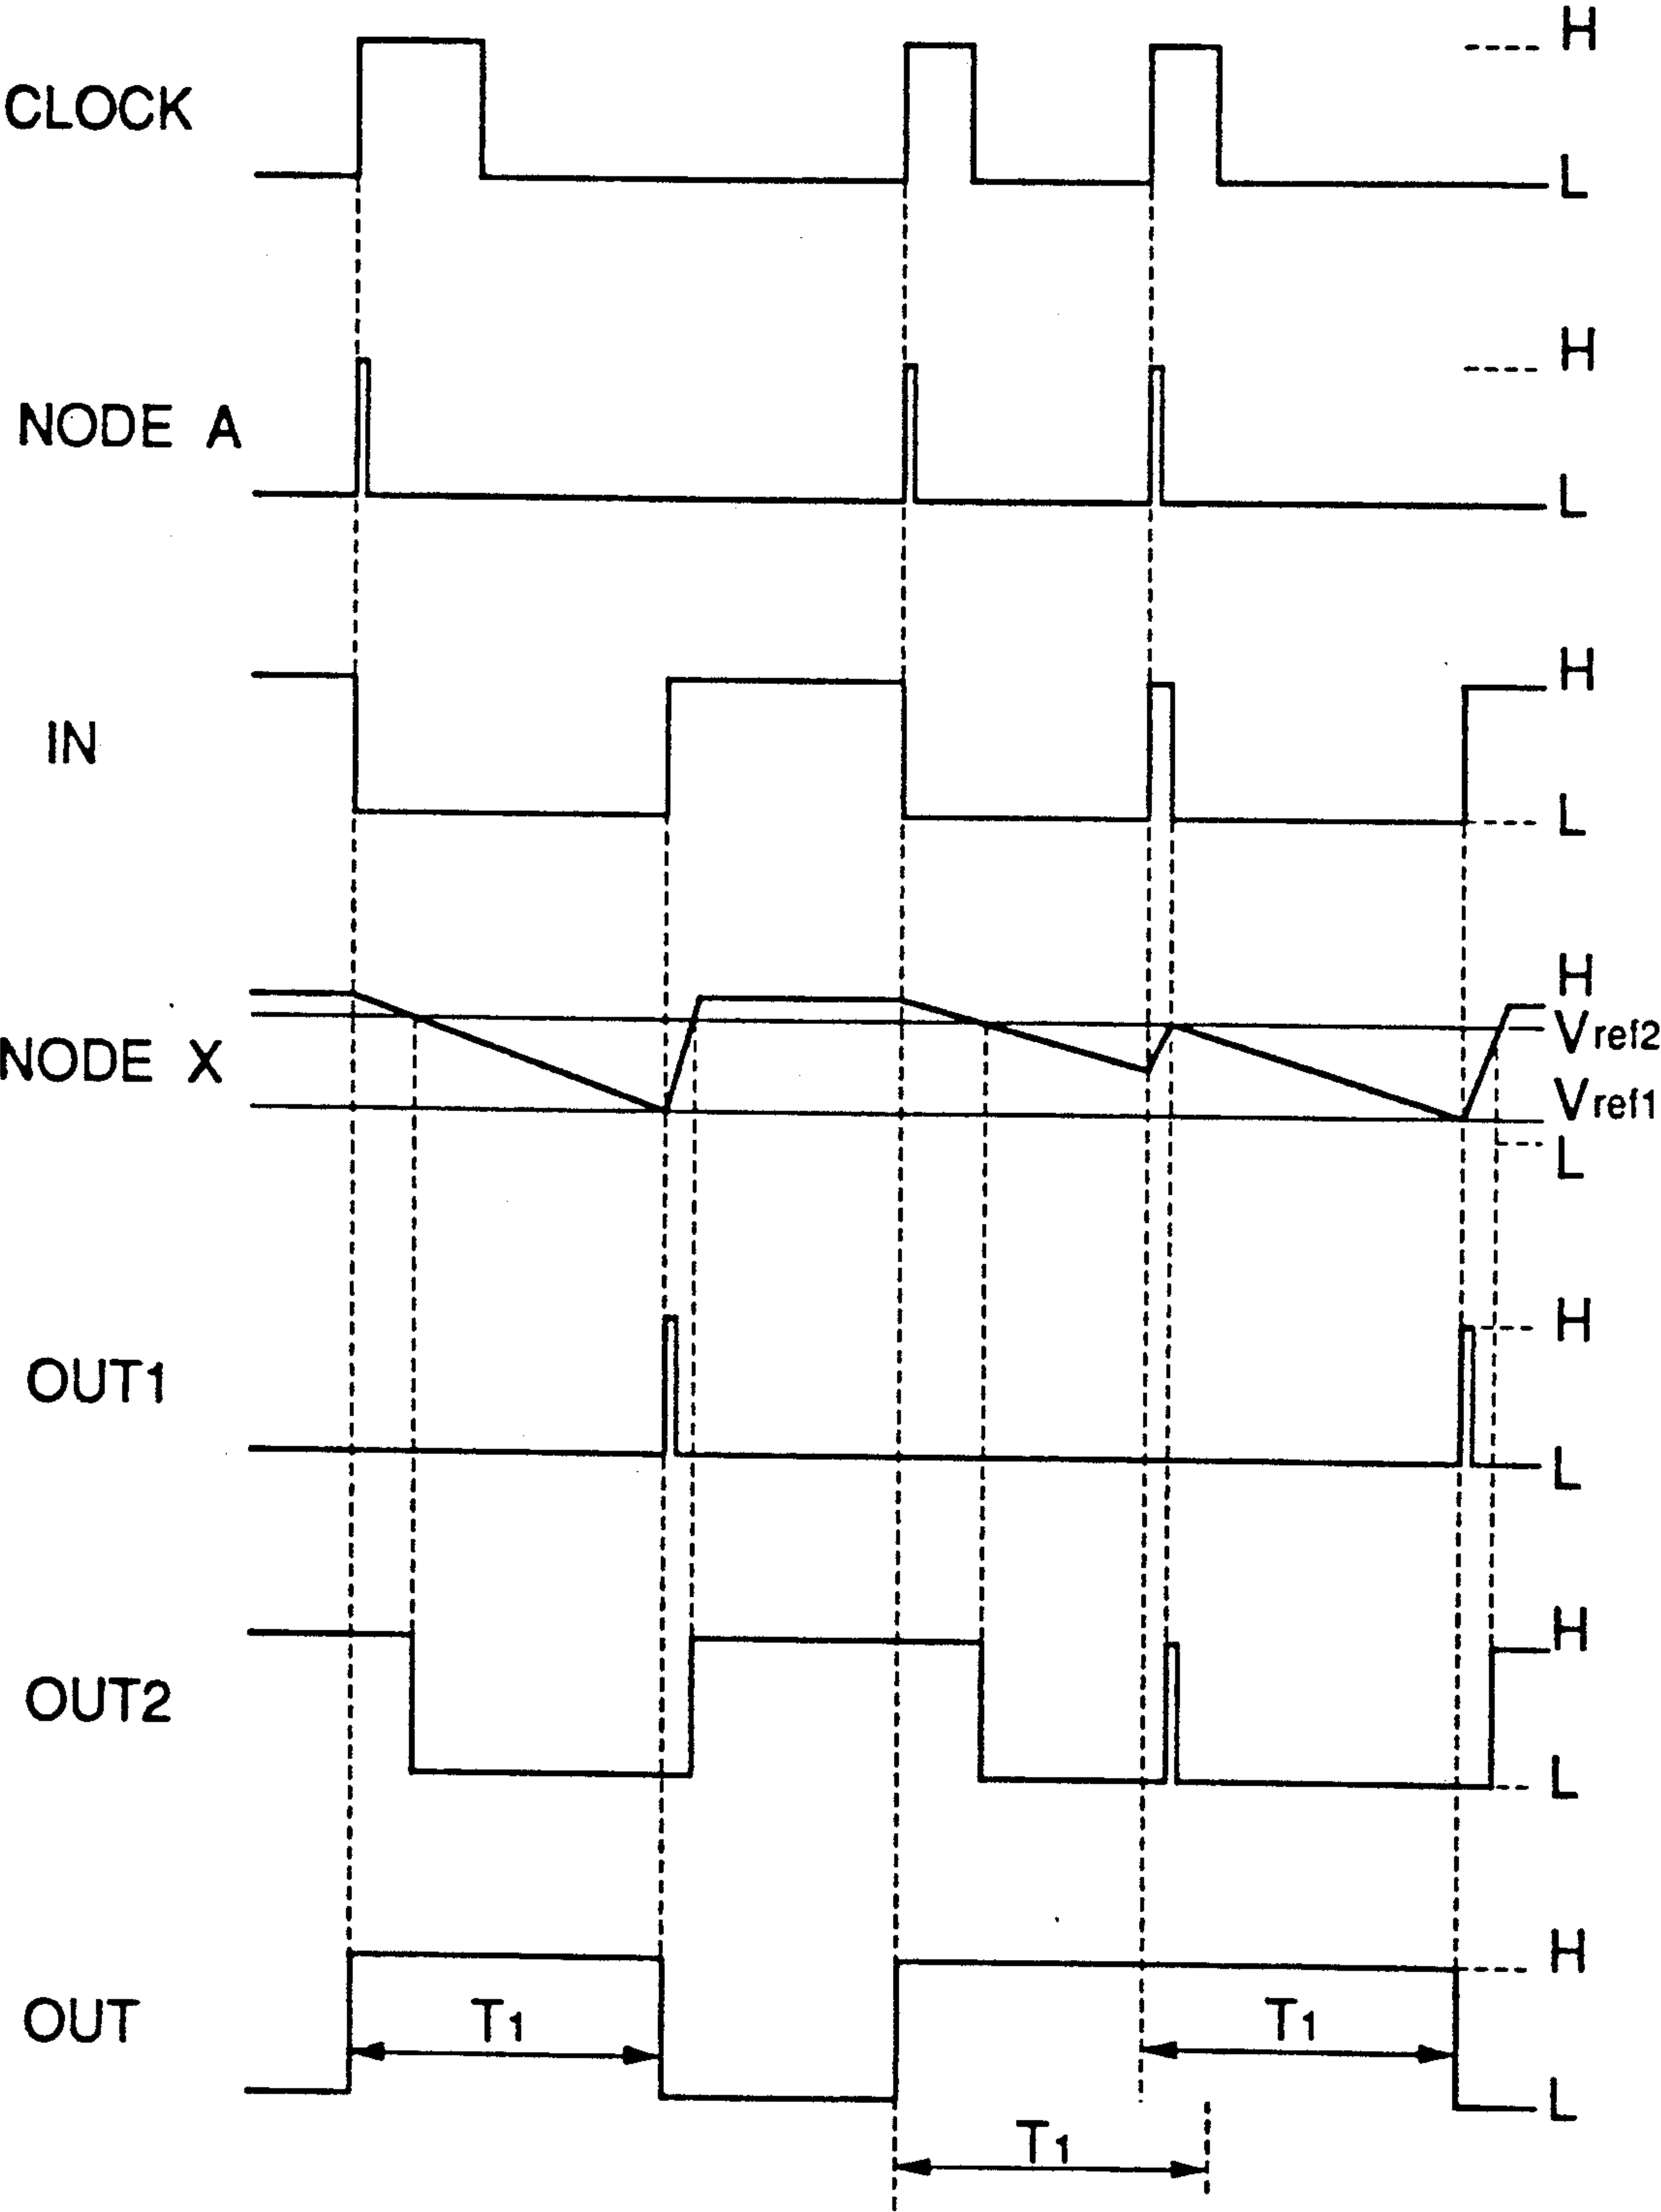 H
CLOCK
L
H
NODE A
L
H
IN
L
H
Vref2
NODE X
Vref1
L
H
OUT1
L
H
OUT2
L
H
OUT
T1
T1
L
T1